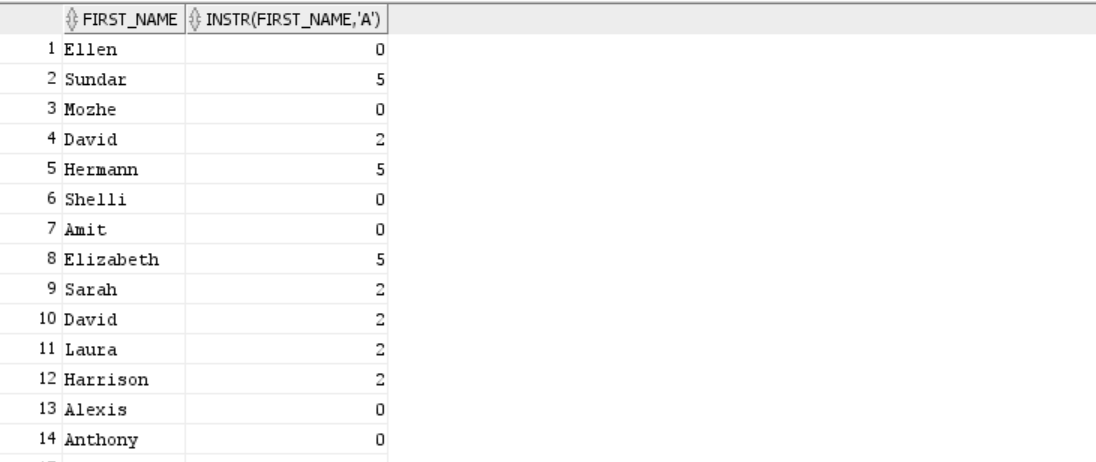 FIRST_NAME INSTR(FIRST_NAME,'A')
1 Ellen 0
2 Sundar 5
3 Mozhe 0
4 David 2
5 Hermann 5
6 Shelli 0
7 Amit 0
8 Elizabeth 5
9 Sarah 2
10 David 2
11 Laura 2
12 Harrison 2
13 Alexis 0
14 Anthony 0